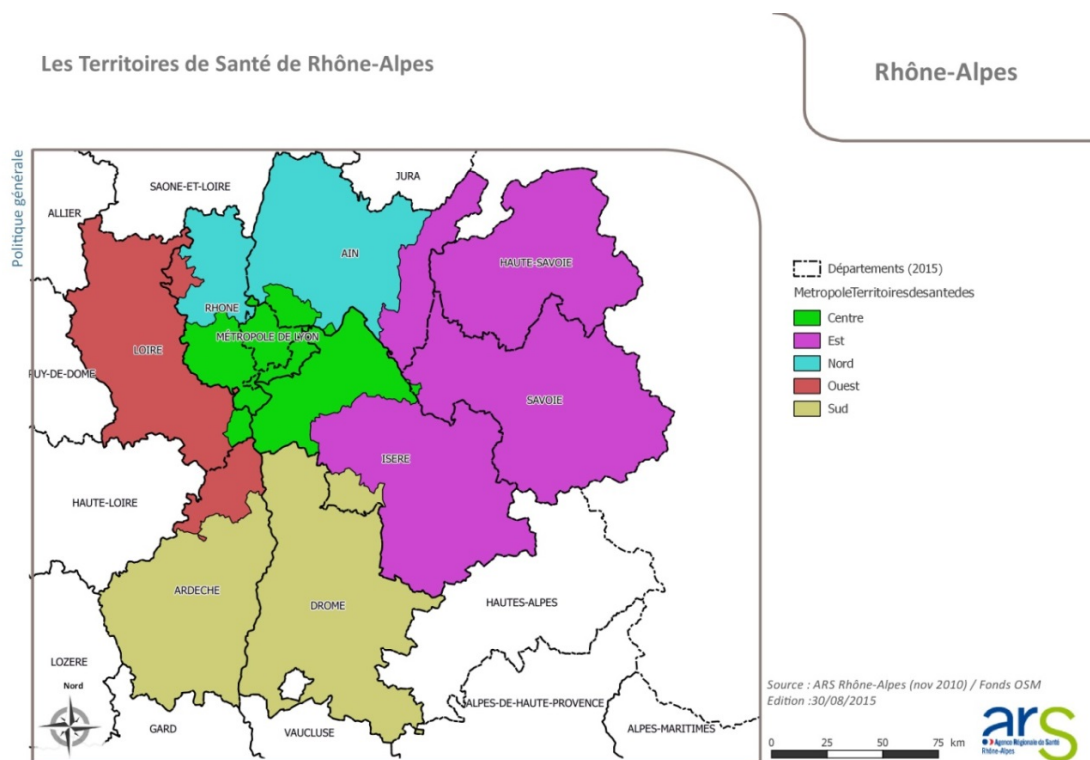 Les Territoires de Santé de Rhône-Alpes
Rhône-Alpes
Politique générale
SAONE-ET-LOIRE
JURA
ALLIER
AIN
HAUTE-SAVOIE
RHONE
MÉTROPOLE DE LYON
LOIRE
PUY-DE-DOME
SAVOIE
ISERE
HAUTE-LOIRE
ARDECHE
DROME
HAUTES-ALPES
LOZERE
Nord
GARD
VAUCLUSE
ALPES-DE-HAUTE-PROVENCE
ALPES-MARITIMES
Départements (2015)
MetropoleTerritoiresdesantedes
Centre
Est
Nord
Ouest
Sud
Source : ARS Rhône-Alpes (nov 2010) / Fonds OSM
Edition :30/08/2015
0 25 50 75 km
ars
Agence Régionale de Santé
Rhône-Alpes